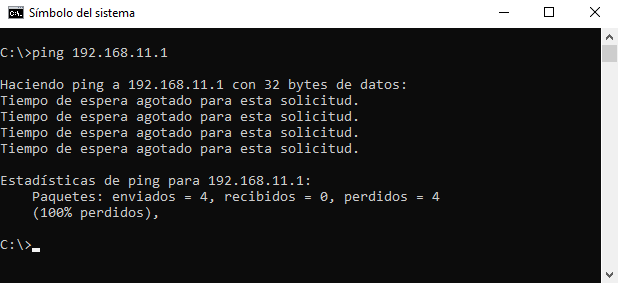 Símbolo del sistema
C:\>ping 192.168.11.1
Haciendo ping a 192.168.11.1 con 32 bytes de datos:
Tiempo de espera agotado para esta solicitud.
Tiempo de espera agotado para esta solicitud.
Tiempo de espera agotado para esta solicitud.
Tiempo de espera agotado para esta solicitud.
Estadísticas de ping para 192.168.11.1:
Paquetes: enviados = 4, recibidos = 0, perdidos = 4
(100% perdidos),
C:\>